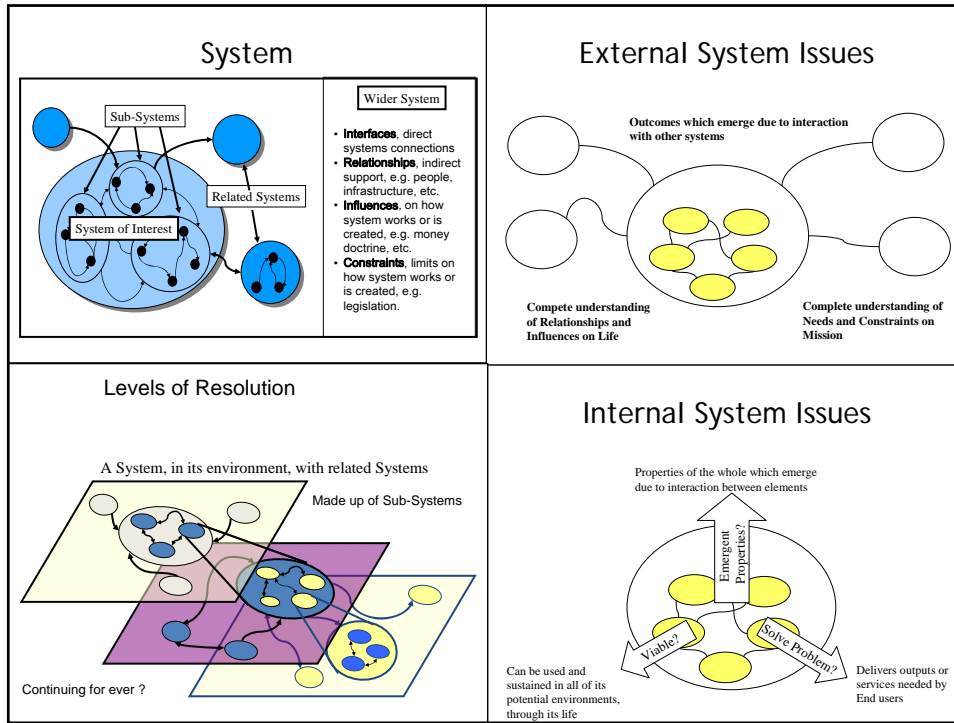 System
Sub-Systems
Related Systems
System of Interest
Wider System
• Interfaces, direct
systems connections
• Relationships, indirect
support, e.g. people,
infrastructure, etc.
• Influences, on how
system works or is
created, e.g. money
doctrine, etc.
• Constraints, limits on
how system works or
is created, e.g.
legislation.
External System Issues
Outcomes which emerge due to interaction
with other systems
Compete understanding
of Relationships and
Influences on Life
Complete understanding of
Needs and Constraints on
Mission
Levels of Resolution
A System, in its environment, with related Systems
Made up of Sub-Systems
Continuing for ever ?
Internal System Issues
Properties of the whole which emerge
due to interaction between elements
Emergent
Properties?
Viable?
Solve Problem?
Can be used and
sustained in all of its
potential environments,
through its life
Delivers outputs or
services needed by
End users